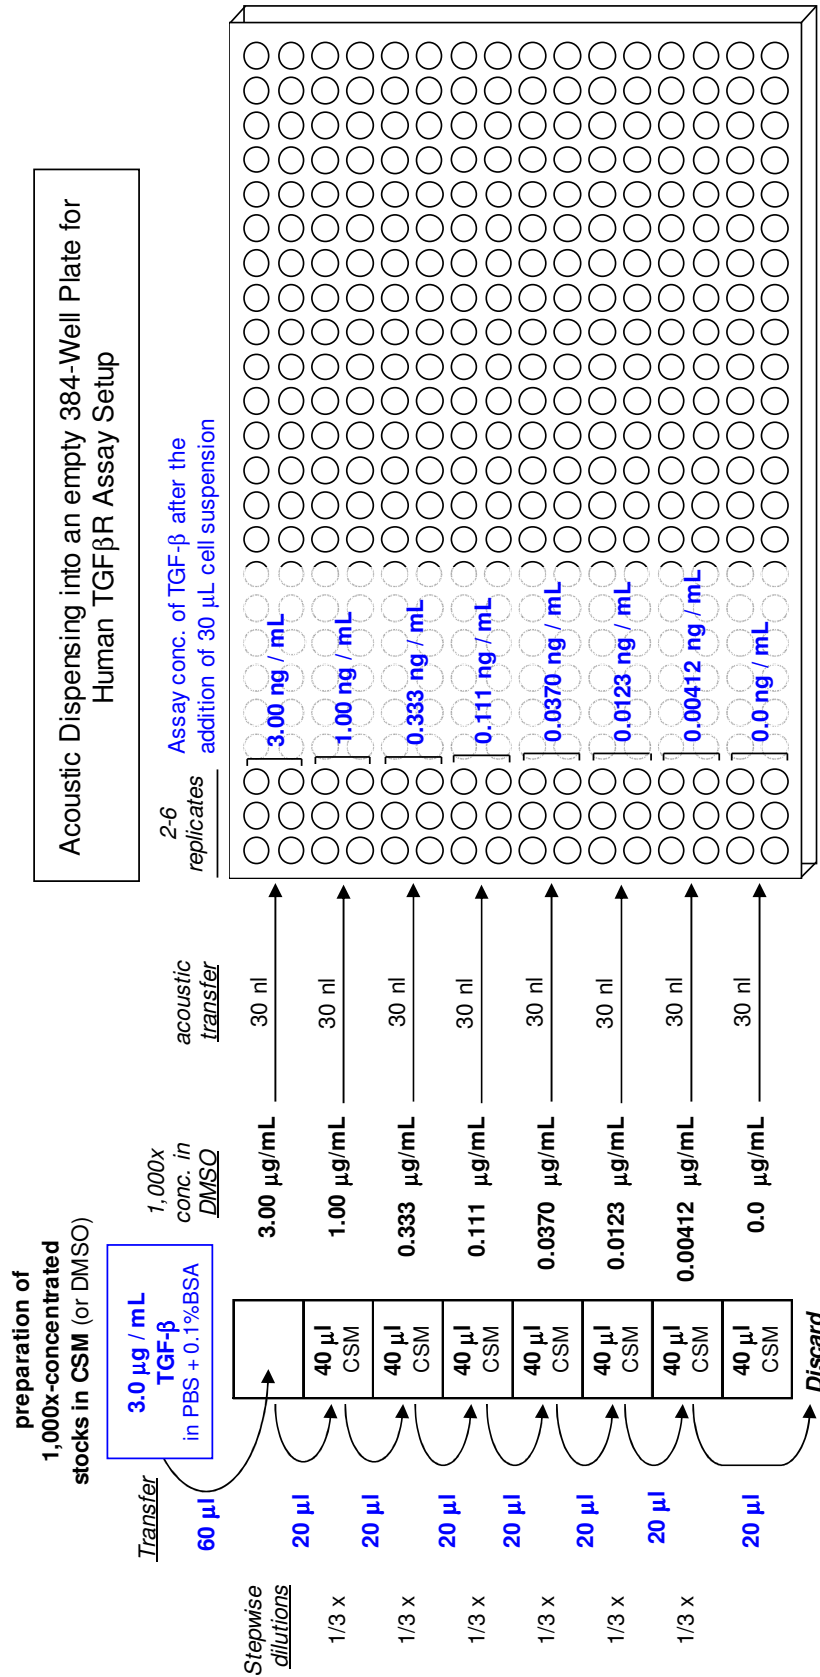 Acoustic Dispensing into an empty 384-Well Plate for
Human TGFβR Assay Setup
preparation of
1,000x-concentrated
stocks in CSM (or DMSO)
Stepwise
dilutions
Transfer
3.0 µg / mL
TGF-β
in PBS + 0.1%BSA
1,000x
conc. in
DMSO
acoustic
transfer
2-6
replicates
Assay conc. of TGF-β after the
addition of 30 µL cell suspension
60 µl
3.00 µg/mL
30 nl
3.00 ng / mL
20 µl
1/3 x
40 µl
CSM
1.00 µg/mL
30 nl
1.00 ng / mL
20 µl
1/3 x
40 µl
CSM
0.333 µg/mL
30 nl
0.333 ng / mL
20 µl
1/3 x
40 µl
CSM
0.111 µg/mL
30 nl
0.111 ng / mL
20 µl
1/3 x
40 µl
CSM
0.0370 µg/mL
30 nl
0.0370 ng / mL
20 µl
1/3 x
40 µl
CSM
0.0123 µg/mL
30 nl
0.0123 ng / mL
20 µl
1/3 x
40 µl
CSM
0.00412 µg/mL
30 nl
0.00412 ng / mL
20 µl
40 µl
CSM
0.0 µg/mL
30 nl
0.0 ng / mL
Discard